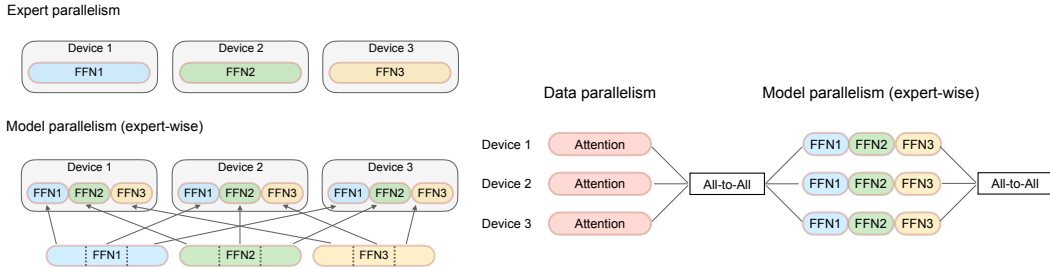 Expert parallelism
Device 1
Device 2
Device 3
FFN1
FFN2
FFN3
Model parallelism (expert-wise)
Device 1
Device 2
Device 3
FFN1 FFN2 FFN3
FFN1 FFN2 FFN3
FFN1 FFN2 FFN3
FFN1
FFN2
FFN3
Data parallelism
Model parallelism (expert-wise)
Device 1
Attention
FFN1 FFN2 FFN3
Device 2
Attention
All-to-All
FFN1 FFN2 FFN3
All-to-All
Device 3
Attention
FFN1 FFN2 FFN3